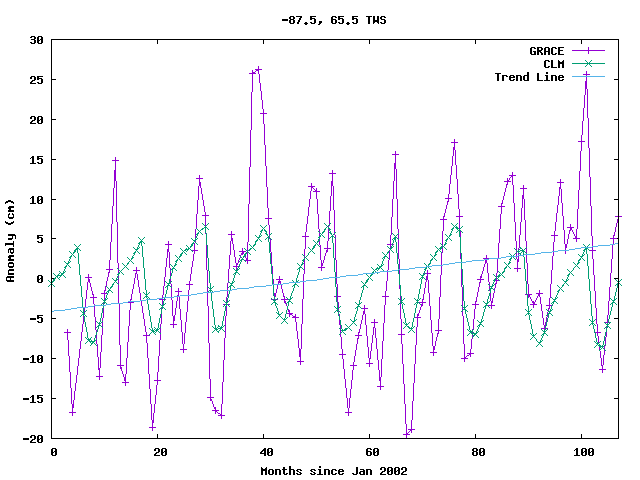 -87.5, 65.5 TWS
GRACE
CLM
Trend Line
30
25
20
15
10
5
0
-5
-10
-15
-20
Anomaly (cm)
0 20 40 60 80 100
Months since Jan 2002